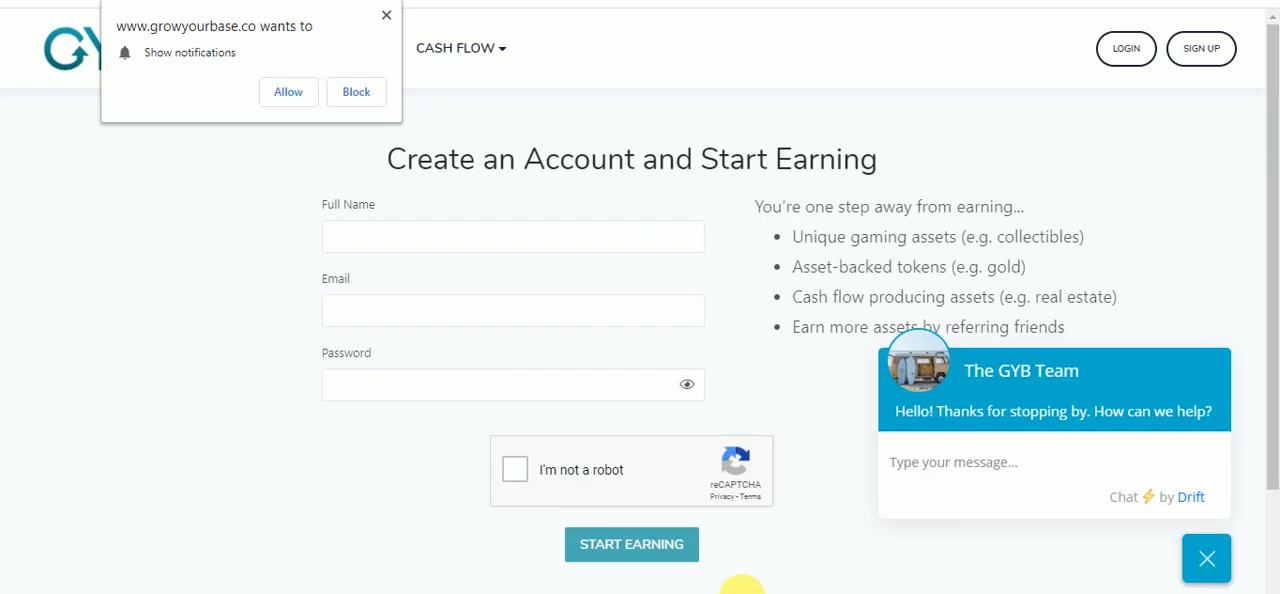 www.growyourbase.co wants to
Show notifications
Allow
Block
GY
CASH FLOW
LOGIN
SIGN UP
Create an Account and Start Earning
Full Name
Email
Password
You're one step away from earning...
• Unique gaming assets (e.g. collectibles)
• Asset-backed tokens (e.g. gold)
• Cash flow producing assets (e.g. real estate)
• Earn more assets by referring friends
I'm not a robot
reCAPTCHA
Privacy - Terms
START EARNING
The GYB Team
Hello! Thanks for stopping by. How can we help?
Type your message...
Chat ⚡ by Drift